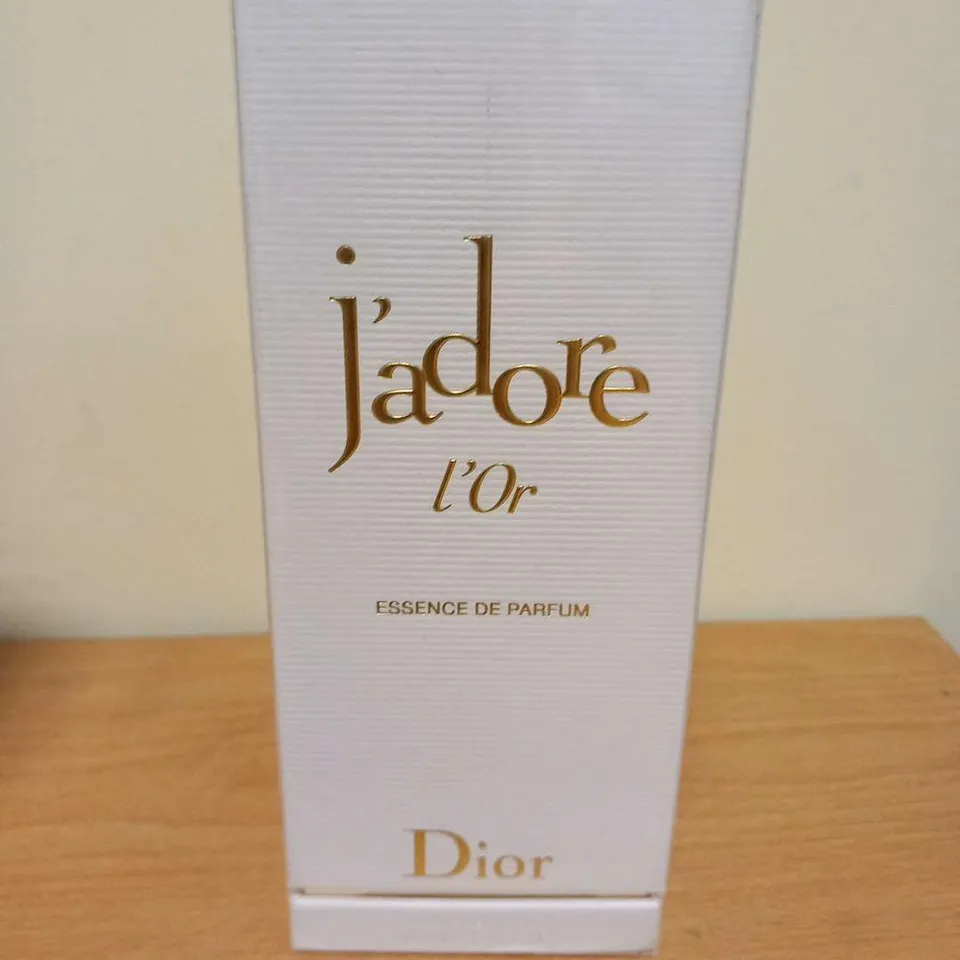 j'adore
l'Or
ESSENCE DE PARFUM
Dior